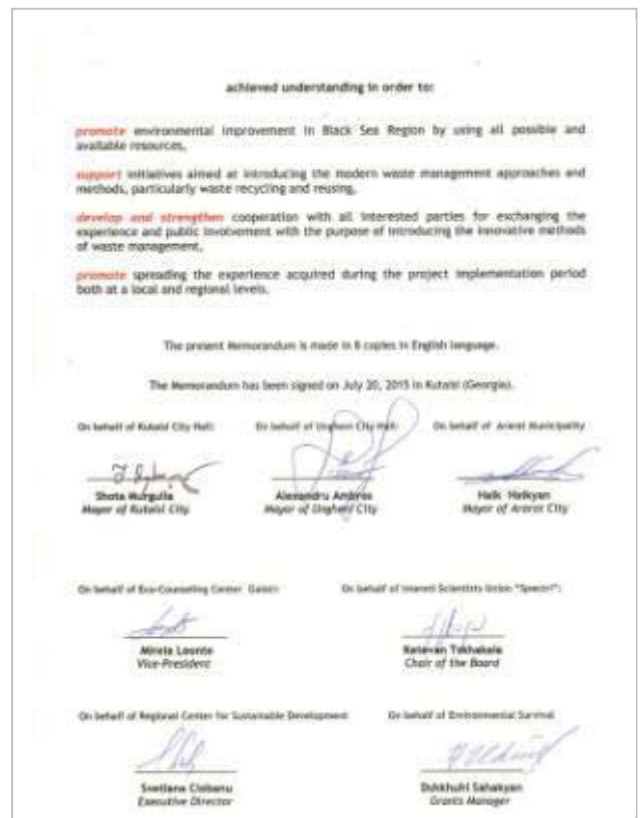 achieved understanding in order to:
promote environmental improvement in Black Sea Region by using all possible and
available resources,
support initiatives aimed at introducing the modern waste management approaches and
methods, particularly waste recycling and reusing,
develop and strengthen cooperation with all interested parties for exchanging the
experience and public involvement with the purpose of introducing the innovative methods
of waste management,
promote spreading the experience acquired during the project implementation period
both at a local and regional levels.
The present Memorandum is made in 8 copies in English language.
The Memorandum has been signed on July 20, 2015 in Kutaisi (Georgia).
On behalf of Kutaisi City Hall: On behalf of Ungheni City Hall: On behalf of Ararat Municipality
Shota Murgulia Alexandru Ambros Haik Haikyan
Mayor of Kutaisi City Mayor of Ungheni City Mayor of Ararat City
On behalf of Eco-Counseling Center Galati: On behalf of Interest Scientists Union "Spectri":
Mirela Leonte Ketevan Tskhakaia
Vice-President Chair of the Board
On behalf of Regional Center for Sustainable Development On behalf of Environmental Survival
Svetlana Ciobanu Dshkhuhi Sahakyan
Executive Director Grants Manager